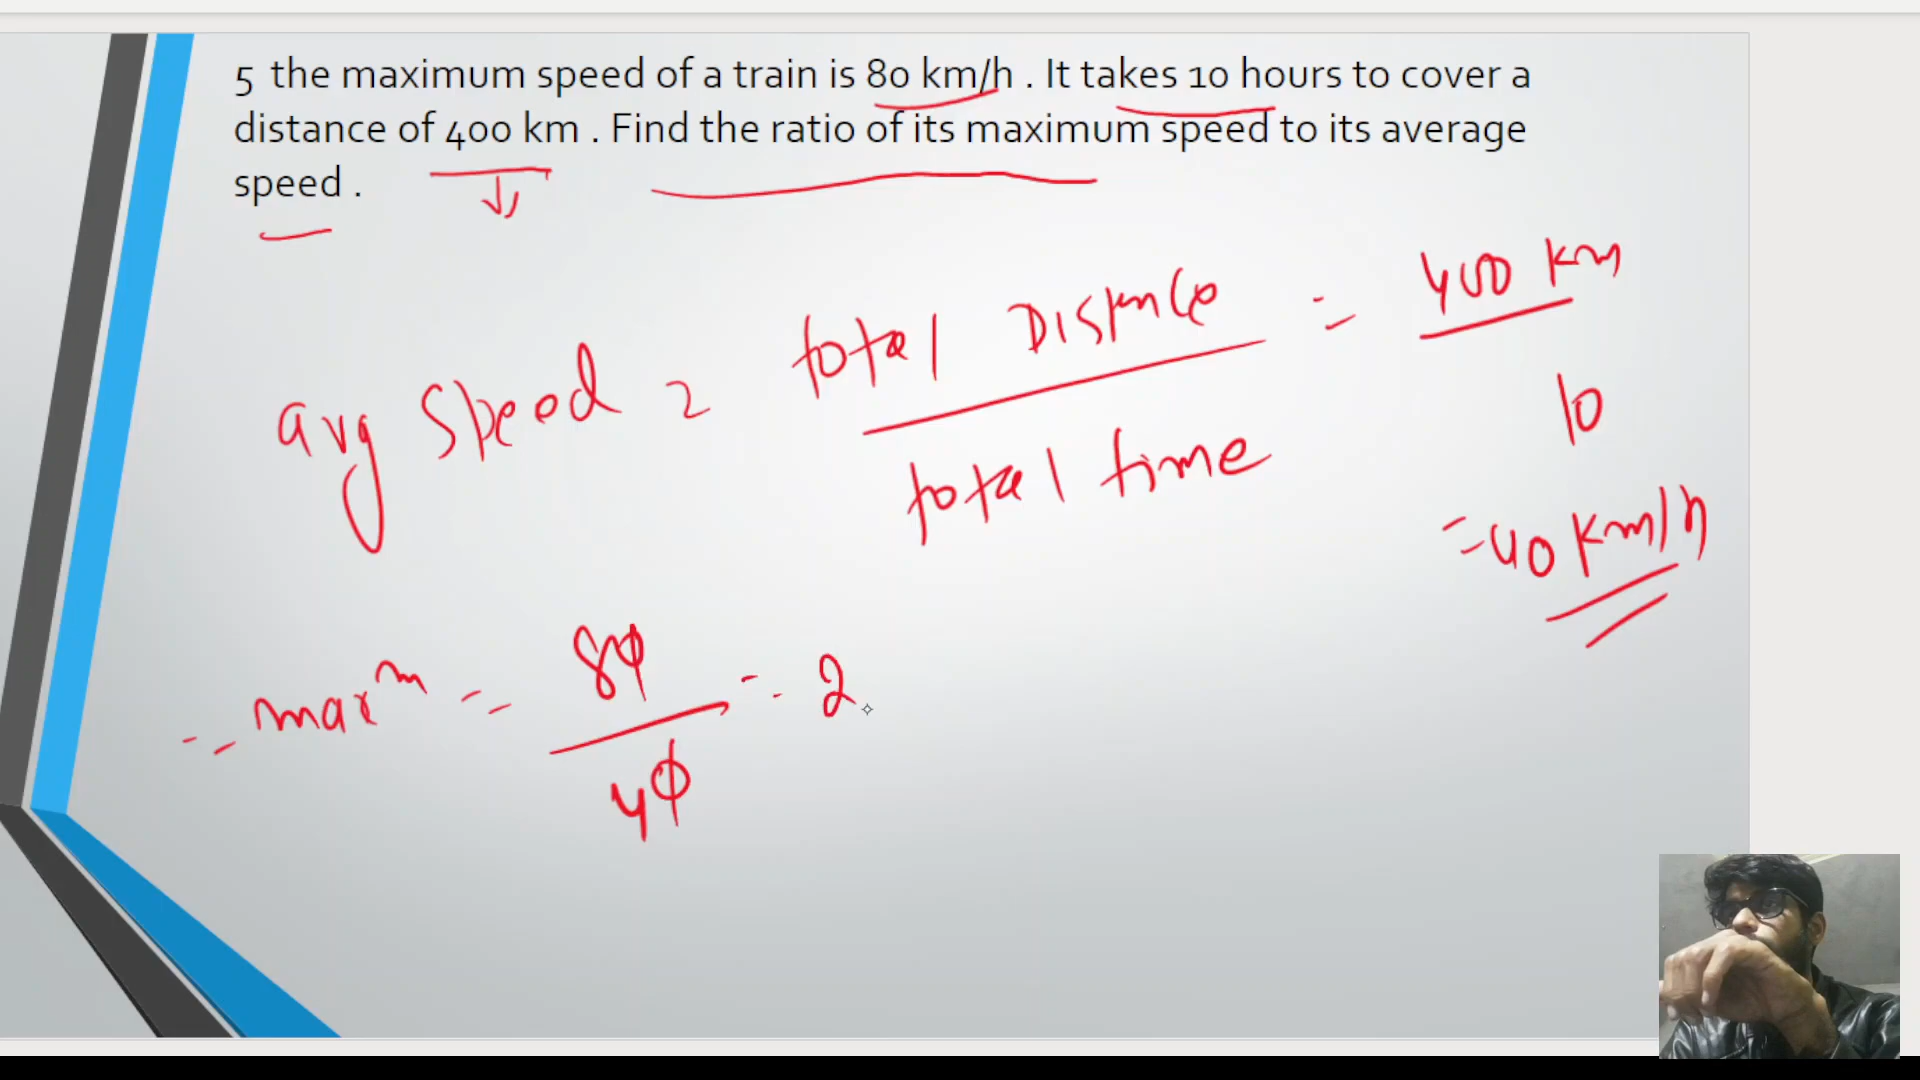 5 the maximum speed of a train is 80 km/h . It takes 10 hours to cover a
distance of 400 km . Find the ratio of its maximum speed to its average
speed .
avg speed = total Distance / total time = 400 km / 10
= 40 km/h
= maxm = 80 / 40 = 2